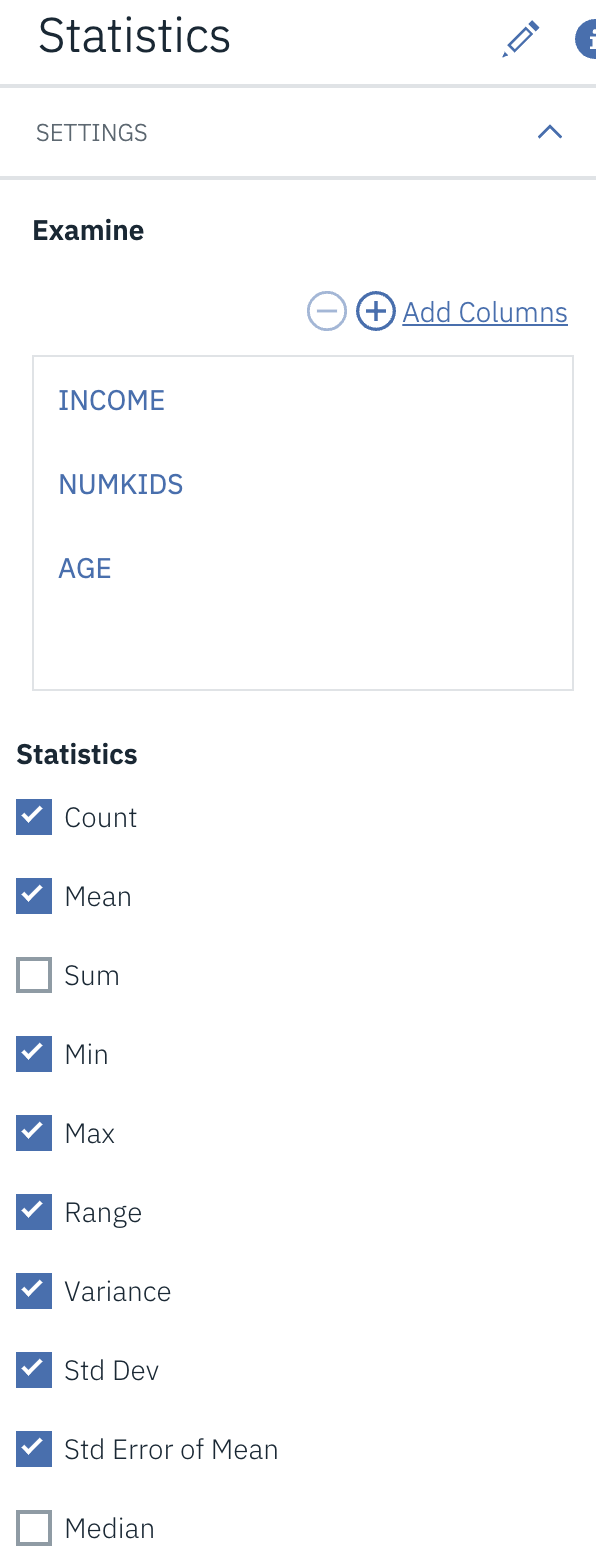 Statistics
SETTINGS
Examine
Add Columns
INCOME
NUMKIDS
AGE
Statistics
Count
Mean
Sum
Min
Max
Range
Variance
Std Dev
Std Error of Mean
Median